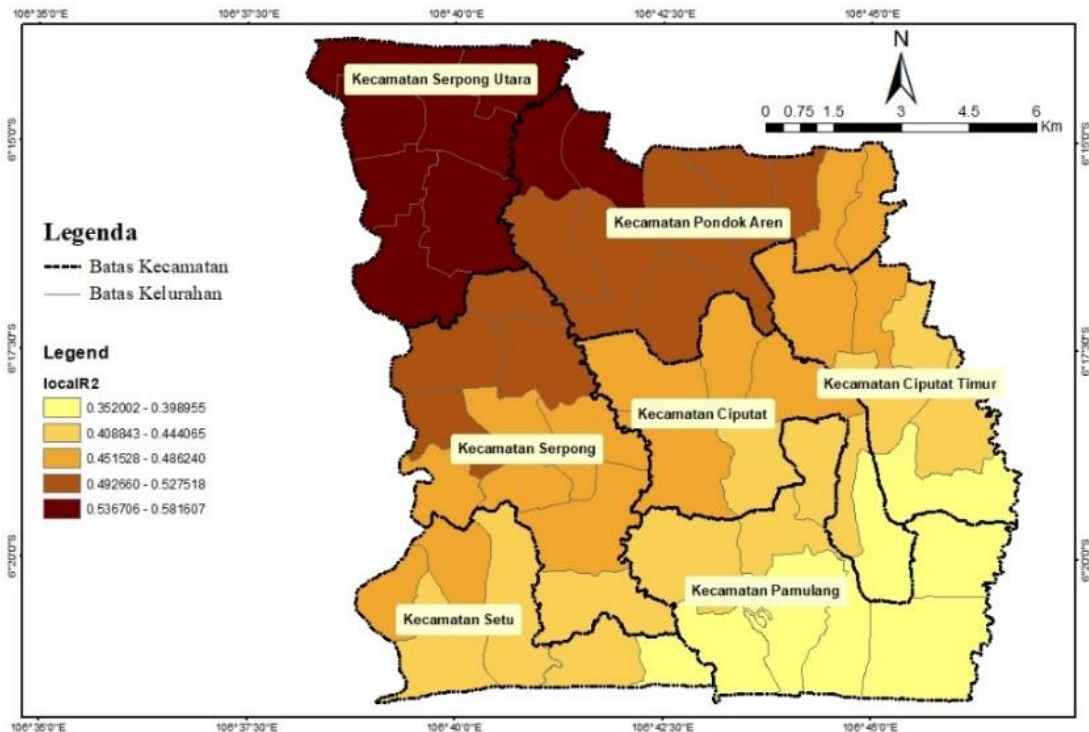 106°35'0"E 106°37'30"E 106°40'0"E 106°42'30"E 106°45'0"E
N
0 0.75 1.5 3 4.5 6
Km
6°15'0"S 6°15'0"S
Kecamatan Serpong Utara
Kecamatan Pondok Aren
Legenda
Batas Kecamatan
Batas Kelurahan
6°17'30"S 6°17'30"S
Legend
localR2
0.352002 - 0.398955
0.408843 - 0.444065
0.451528 - 0.486240
0.492660 - 0.527518
0.536706 - 0.581607
Kecamatan Ciputat Timur
Kecamatan Ciputat
Kecamatan Serpong
6°20'0"S 6°20'0"S
Kecamatan Pamulang
Kecamatan Setu
106°35'0"E 106°37'30"E 106°40'0"E 106°42'30"E 106°45'0"E